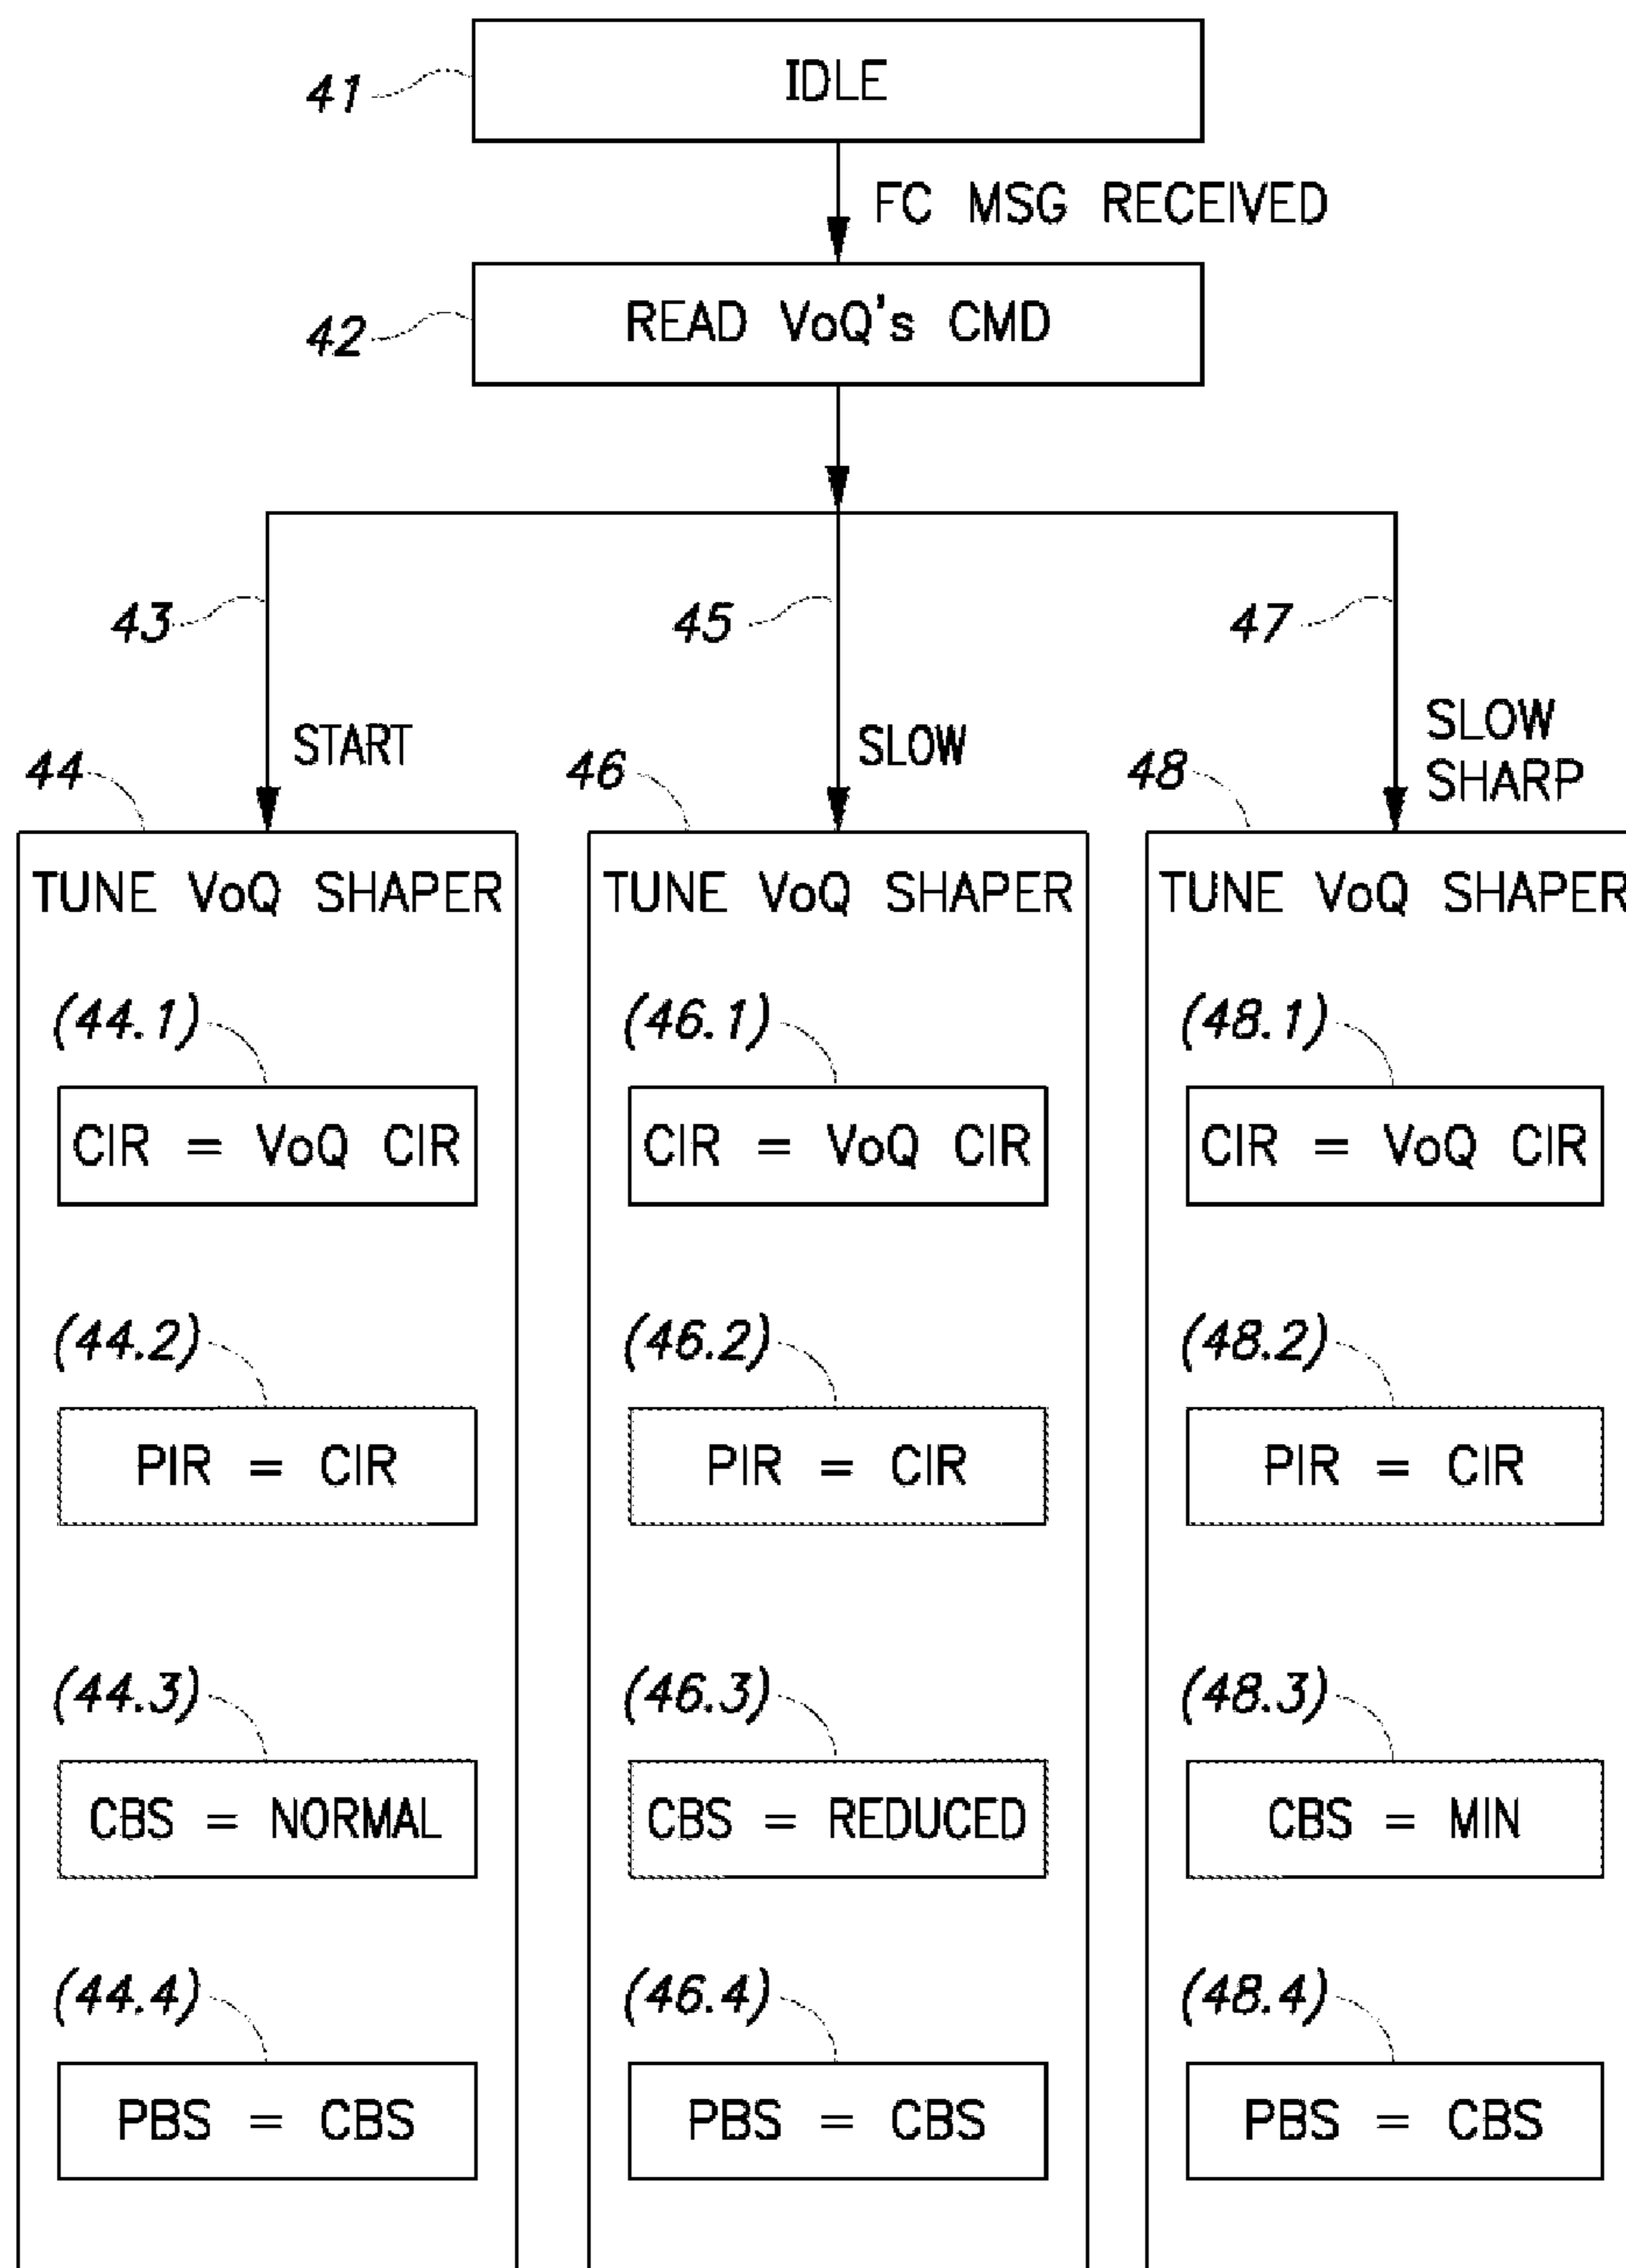 41
IDLE
FC MSG RECEIVED
42
READ VoQ's CMD
43
45
47
START
SLOW
SLOW
SHARP
44
46
48
TUNE VoQ SHAPER
(44.1)
CIR = VoQ CIR
(44.2)
PIR = CIR
(44.3)
CBS = NORMAL
(44.4)
PBS = CBS
TUNE VoQ SHAPER
(46.1)
CIR = VoQ CIR
(46.2)
PIR = CIR
(46.3)
CBS = REDUCED
(46.4)
PBS = CBS
TUNE VoQ SHAPER
(48.1)
CIR = VoQ CIR
(48.2)
PIR = CIR
(48.3)
CBS = MIN
(48.4)
PBS = CBS